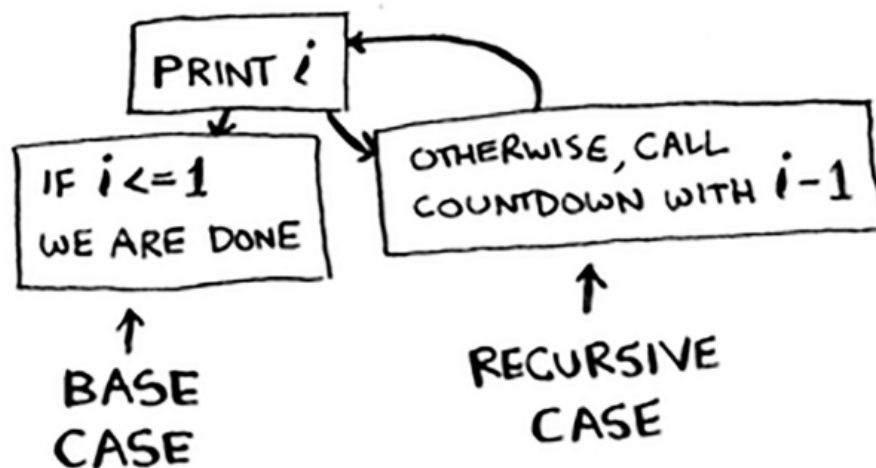 PRINT i
IF i <= 1
WE ARE DONE
OTHERWISE, CALL
COUNTDOWN WITH i-1
BASE
CASE
RECURSIVE
CASE